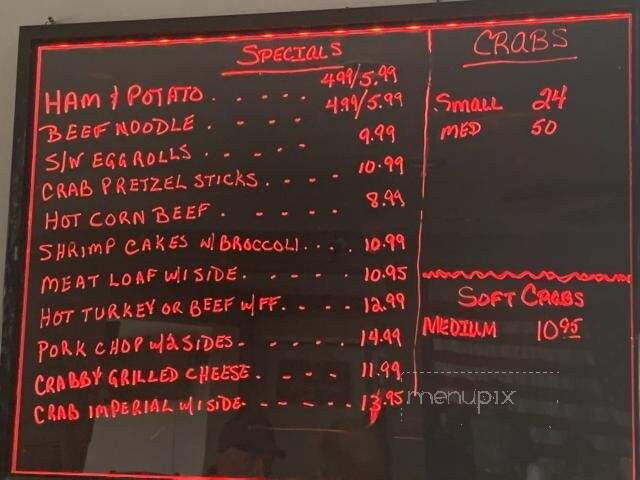 SPECIALS
HAM & POTATO . . . . . 4.99/5.99
BEEF NOODLE . . . . . 4.99/5.99
S/W EGG ROLLS . . . . 9.99
CRAB PRETZEL STICKS . . . . 10.99
HOT CORN BEEF . . . . . 8.99
SHRIMP CAKES W/BROCCOLI . . . . 10.99
MEAT LOAF W/1 SIDE . . . . . 10.95
HOT TURKEY OR BEEF W/FF . . . . 12.99
PORK CHOP W/2 SIDES . . . . . 14.99
CRABBY GRILLED CHEESE . . . . 11.99
CRAB IMPERIAL W/1 SIDE . . . . . . 13.95
CRABS
SMALL 24
MED 50
SOFT CRABS
MEDIUM 10.95
menupix